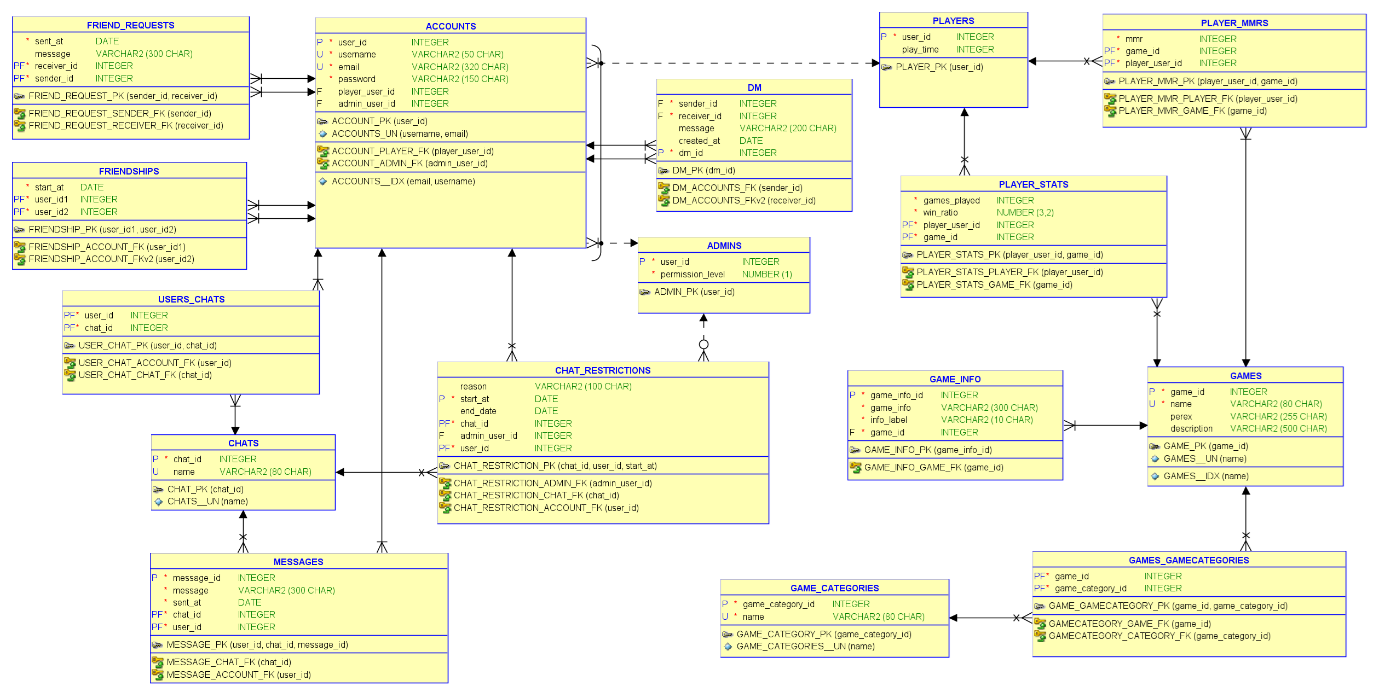 FRIEND_REQUESTS
* sent_at DATE
message VARCHAR2 (300 CHAR)
PF* receiver_id INTEGER
PF* sender_id INTEGER
FRIEND_REQUEST_PK (sender_id, receiver_id)
FRIEND_REQUEST_SENDER_FK (sender_id)
FRIEND_REQUEST_RECEIVER_FK (receiver_id)
ACCOUNTS
P * user_id INTEGER
U * username VARCHAR2 (50 CHAR)
U * email VARCHAR2 (320 CHAR)
* password VARCHAR2 (150 CHAR)
F player_user_id INTEGER
F admin_user_id INTEGER
ACCOUNT_PK (user_id)
ACCOUNTS_UN (username, email)
ACCOUNT_PLAYER_FK (player_user_id)
ACCOUNT_ADMIN_FK (admin_user_id)
ACCOUNTS__IDX (email, username)
PLAYERS
P * user_id INTEGER
play_time INTEGER
PLAYER_PK (user_id)
PLAYER_MMRS
* mmr INTEGER
PF* game_id INTEGER
PF* player_user_id INTEGER
PLAYER_MMR_PK (player_user_id, game_id)
PLAYER_MMR_PLAYER_FK (player_user_id)
PLAYER_MMR_GAME_FK (game_id)
DM
F * sender_id INTEGER
F * receiver_id INTEGER
message VARCHAR2 (200 CHAR)
created_at DATE
P * dm_id INTEGER
DM_PK (dm_id)
DM_ACCOUNTS_FK (sender_id)
DM_ACCOUNTS_FKv2 (receiver_id)
FRIENDSHIPS
* start_at DATE
PF* user_id1 INTEGER
PF* user_id2 INTEGER
FRIENDSHIP_PK (user_id1, user_id2)
FRIENDSHIP_ACCOUNT_FK (user_id1)
FRIENDSHIP_ACCOUNT_FKv2 (user_id2)
PLAYER_STATS
* games_played INTEGER
* win_ratio NUMBER (3,2)
PF* player_user_id INTEGER
PF* game_id INTEGER
PLAYER_STATS_PK (player_user_id, game_id)
PLAYER_STATS_PLAYER_FK (player_user_id)
PLAYER_STATS_GAME_FK (game_id)
ADMINS
P * user_id INTEGER
* permission_level NUMBER (1)
ADMIN_PK (user_id)
USERS_CHATS
PF* user_id INTEGER
PF* chat_id INTEGER
USER_CHAT_PK (user_id, chat_id)
USER_CHAT_ACCOUNT_FK (user_id)
USER_CHAT_CHAT_FK (chat_id)
CHAT_RESTRICTIONS
reason VARCHAR2 (100 CHAR)
P * start_at DATE
end_date DATE
PF* chat_id INTEGER
F admin_user_id INTEGER
PF* user_id INTEGER
CHAT_RESTRICTION_PK (chat_id, user_id, start_at)
CHAT_RESTRICTION_ADMIN_FK (admin_user_id)
CHAT_RESTRICTION_CHAT_FK (chat_id)
CHAT_RESTRICTION_ACCOUNT_FK (user_id)
GAME_INFO
P * game_info_id INTEGER
* game_info VARCHAR2 (300 CHAR)
* info_label VARCHAR2 (10 CHAR)
F * game_id INTEGER
GAME_INFO_PK (game_info_id)
GAME_INFO_GAME_FK (game_id)
GAMES
P * game_id INTEGER
U * name VARCHAR2 (80 CHAR)
perex VARCHAR2 (255 CHAR)
description VARCHAR2 (500 CHAR)
GAME_PK (game_id)
GAMES__UN (name)
GAMES__IDX (name)
CHATS
P * chat_id INTEGER
U name VARCHAR2 (80 CHAR)
CHAT_PK (chat_id)
CHATS__UN (name)
MESSAGES
P * message_id INTEGER
* message VARCHAR2 (300 CHAR)
* sent_at DATE
PF* chat_id INTEGER
PF* user_id INTEGER
MESSAGE_PK (user_id, chat_id, message_id)
MESSAGE_CHAT_FK (chat_id)
MESSAGE_ACCOUNT_FK (user_id)
GAME_CATEGORIES
P * game_category_id INTEGER
U * name VARCHAR2 (80 CHAR)
GAME_CATEGORY_PK (game_category_id)
GAME_CATEGORIES__UN (name)
GAMES_GAMECATEGORIES
PF* game_id INTEGER
PF* game_category_id INTEGER
GAME_GAMECATEGORY_PK (game_id, game_category_id)
GAMECATEGORY_GAME_FK (game_id)
GAMECATEGORY_CATEGORY_FK (game_category_id)